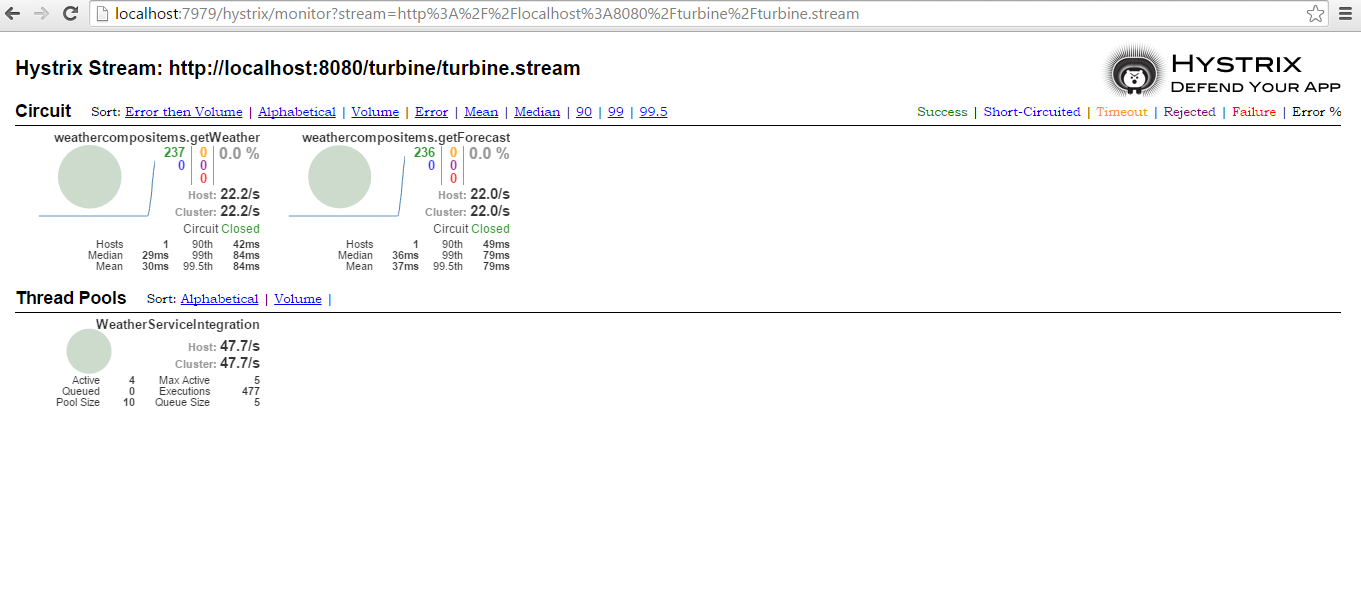 localhost:7979/hystrix/monitor?stream=http%3A%2F%2Flocalhost%3A8080%2Fturbine%2Fturbine.stream
Hystrix Stream: http://localhost:8080/turbine/turbine.stream
HYSTRIX
DEFEND YOUR APP
Circuit Sort: Error then Volume | Alphabetical | Volume | Error | Mean | Median | 90 | 99 | 99.5
Success | Short-Circuited | Timeout | Rejected | Failure | Error %
weathercompositems.getWeather
237 0 0.0 %
0 0
0
Host: 22.2/s
Cluster: 22.2/s
Circuit Closed
Hosts 1 90th 42ms
Median 29ms 99th 84ms
Mean 30ms 99.5th 84ms
weathercompositems.getForecast
236 0 0.0 %
0 0
0
Host: 22.0/s
Cluster: 22.0/s
Circuit Closed
Hosts 1 90th 49ms
Median 36ms 99th 79ms
Mean 37ms 99.5th 79ms
Thread Pools Sort: Alphabetical | Volume |
WeatherServiceIntegration
Host: 47.7/s
Cluster: 47.7/s
Active 4 Max Active 5
Queued 0 Executions 477
Pool Size 10 Queue Size 5